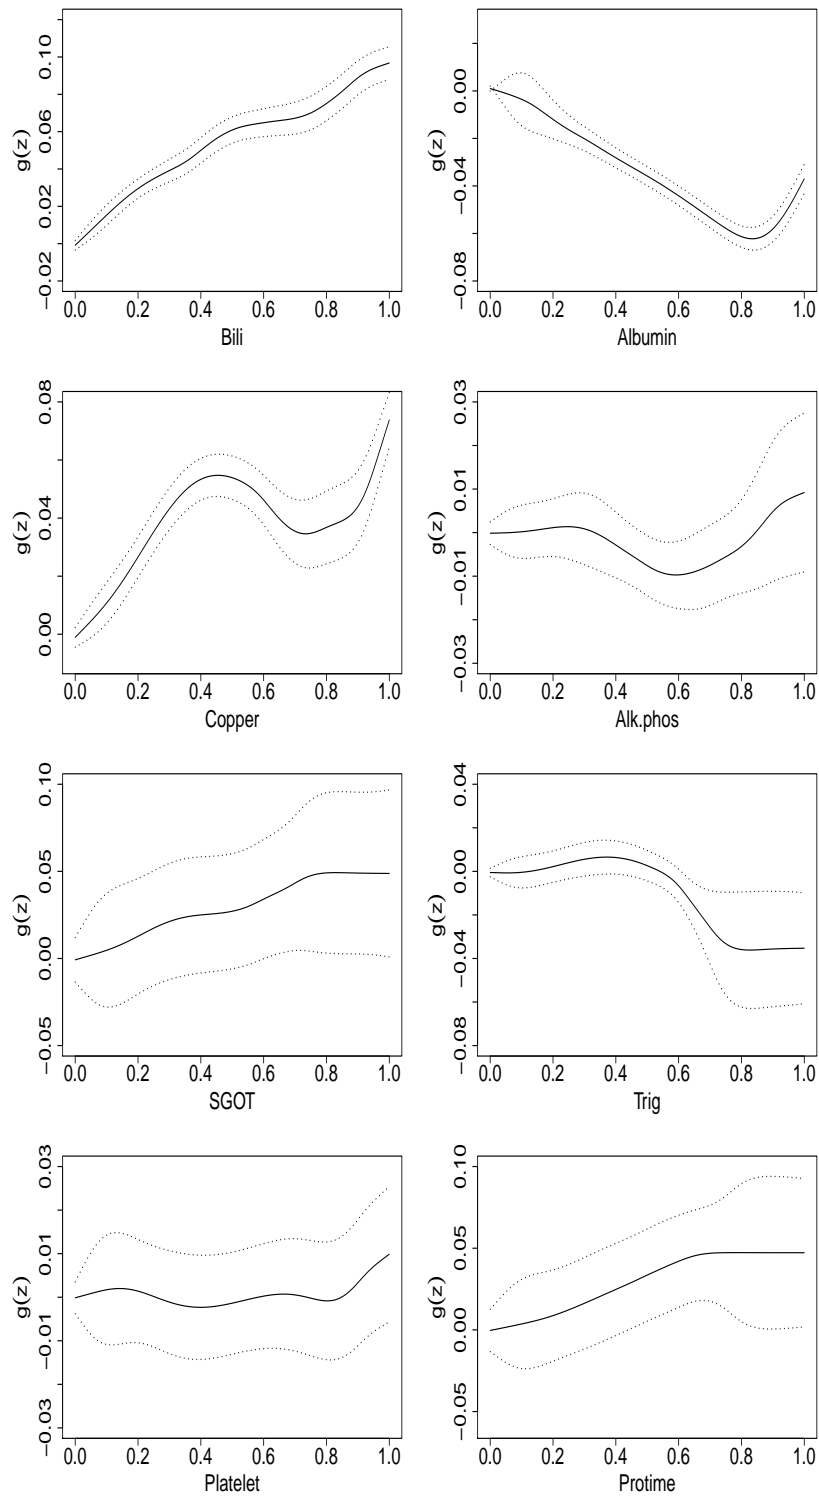 g(z)
−0.02 0.02 0.06 0.10
0.0 0.2 0.4 0.6 0.8 1.0
Bili
g(z)
−0.08 −0.04 0.00
0.0 0.2 0.4 0.6 0.8 1.0
Albumin
g(z)
0.00 0.04 0.08
0.0 0.2 0.4 0.6 0.8 1.0
Copper
g(z)
−0.03 −0.01 0.01 0.03
0.0 0.2 0.4 0.6 0.8 1.0
Alk.phos
g(z)
−0.05 0.00 0.05 0.10
0.0 0.2 0.4 0.6 0.8 1.0
SGOT
g(z)
−0.08 −0.04 0.00 0.04
0.0 0.2 0.4 0.6 0.8 1.0
Trig
g(z)
−0.03 −0.01 0.01 0.03
0.0 0.2 0.4 0.6 0.8 1.0
Platelet
g(z)
−0.05 0.00 0.05 0.10
0.0 0.2 0.4 0.6 0.8 1.0
Protime